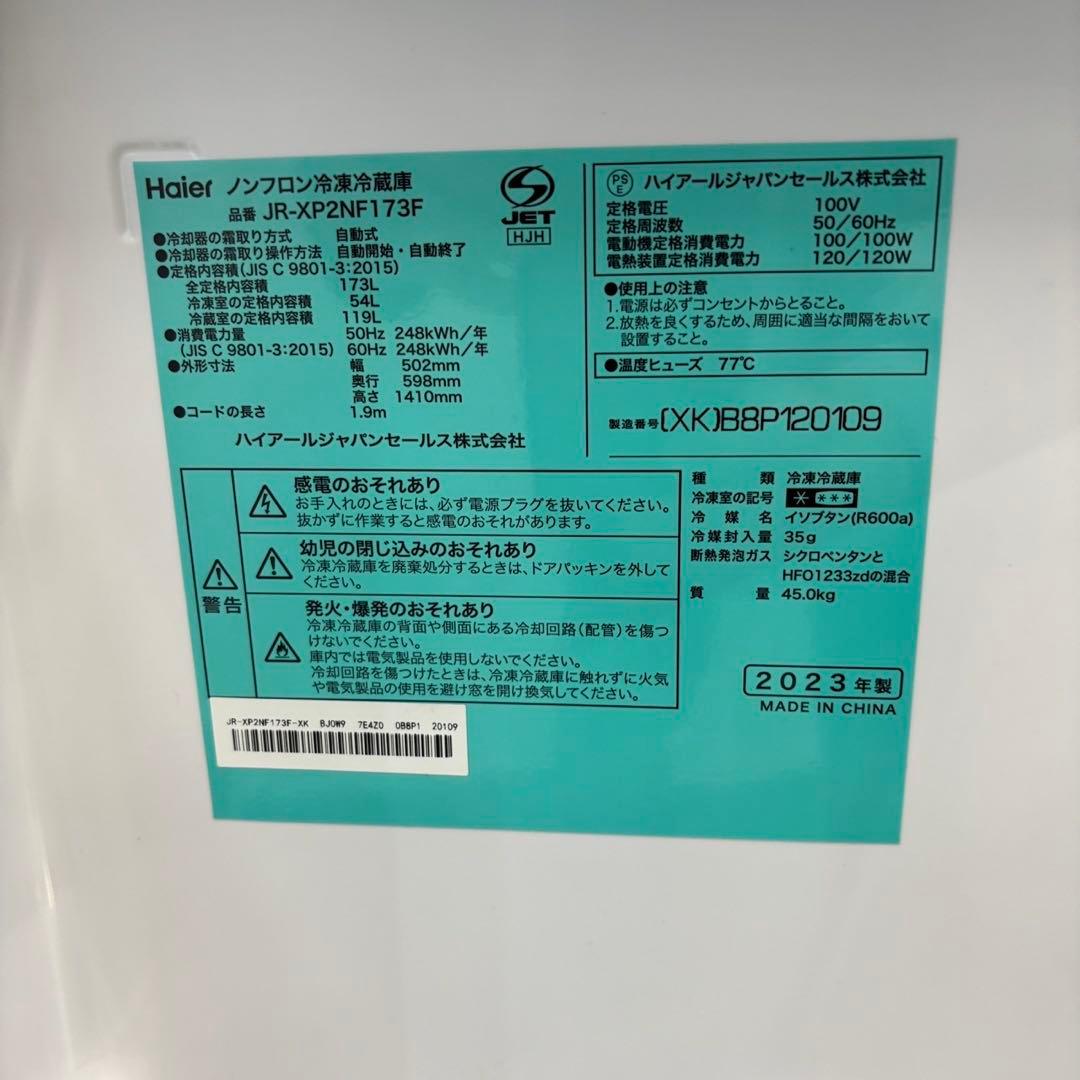 Haier ノンフロン冷凍冷蔵庫
品番 JR-XP2NF173F
JET
HJH
●冷却器の霜取り方式 自動式
●冷却器の霜取り操作方法 自動開始・自動終了
●定格内容積(JIS C 9801-3:2015)
全定格内容積 173L
冷凍室の定格内容積 54L
冷蔵室の定格内容積 119L
●消費電力量 50Hz 248kWh/年
(JIS C 9801-3:2015) 60Hz 248kWh/年
●外形寸法 幅 502mm
奥行 598mm
高さ 1410mm
●コードの長さ 1.9m
ハイアールジャパンセールス株式会社
PS E ハイアールジャパンセールス株式会社
定格電圧 100V
定格周波数 50/60Hz
電動機定格消費電力 100/100W
電熱装置定格消費電力 120/120W
●使用上の注意
1.電源は必ずコンセントからとること。
2.放熱を良くするため、周囲に適当な間隔をおいて
設置すること。
●温度ヒューズ 77℃
製造番号 (XK)B8P120109
警告
感電のおそれあり
お手入れのときには、必ず電源プラグを抜いてください。
抜かずに作業すると感電のおそれがあります。
幼児の閉じ込めのおそれあり
冷凍冷蔵庫を廃棄処分するときは、ドアパッキンを外して
ください。
発火・爆発のおそれあり
冷凍冷蔵庫の背面や側面にある冷却回路(配管)を傷つ
けないでください。
庫内では電気製品を使用しないでください。
冷却回路を傷つけたときは、冷凍冷蔵庫に触れずに火気
や電気製品の使用を避け窓を開け換気してください。
種類 冷凍冷蔵庫
冷凍室の記号 * ***
冷媒名 イソブタン(R600a)
冷媒封入量 35g
断熱発泡ガス シクロペンタンと
HFO1233zdの混合
質量 45.0kg
2023年製
MADE IN CHINA
JR-XP2NF173F-XK BJ0W9 7E4Z0 0B8P1 20109